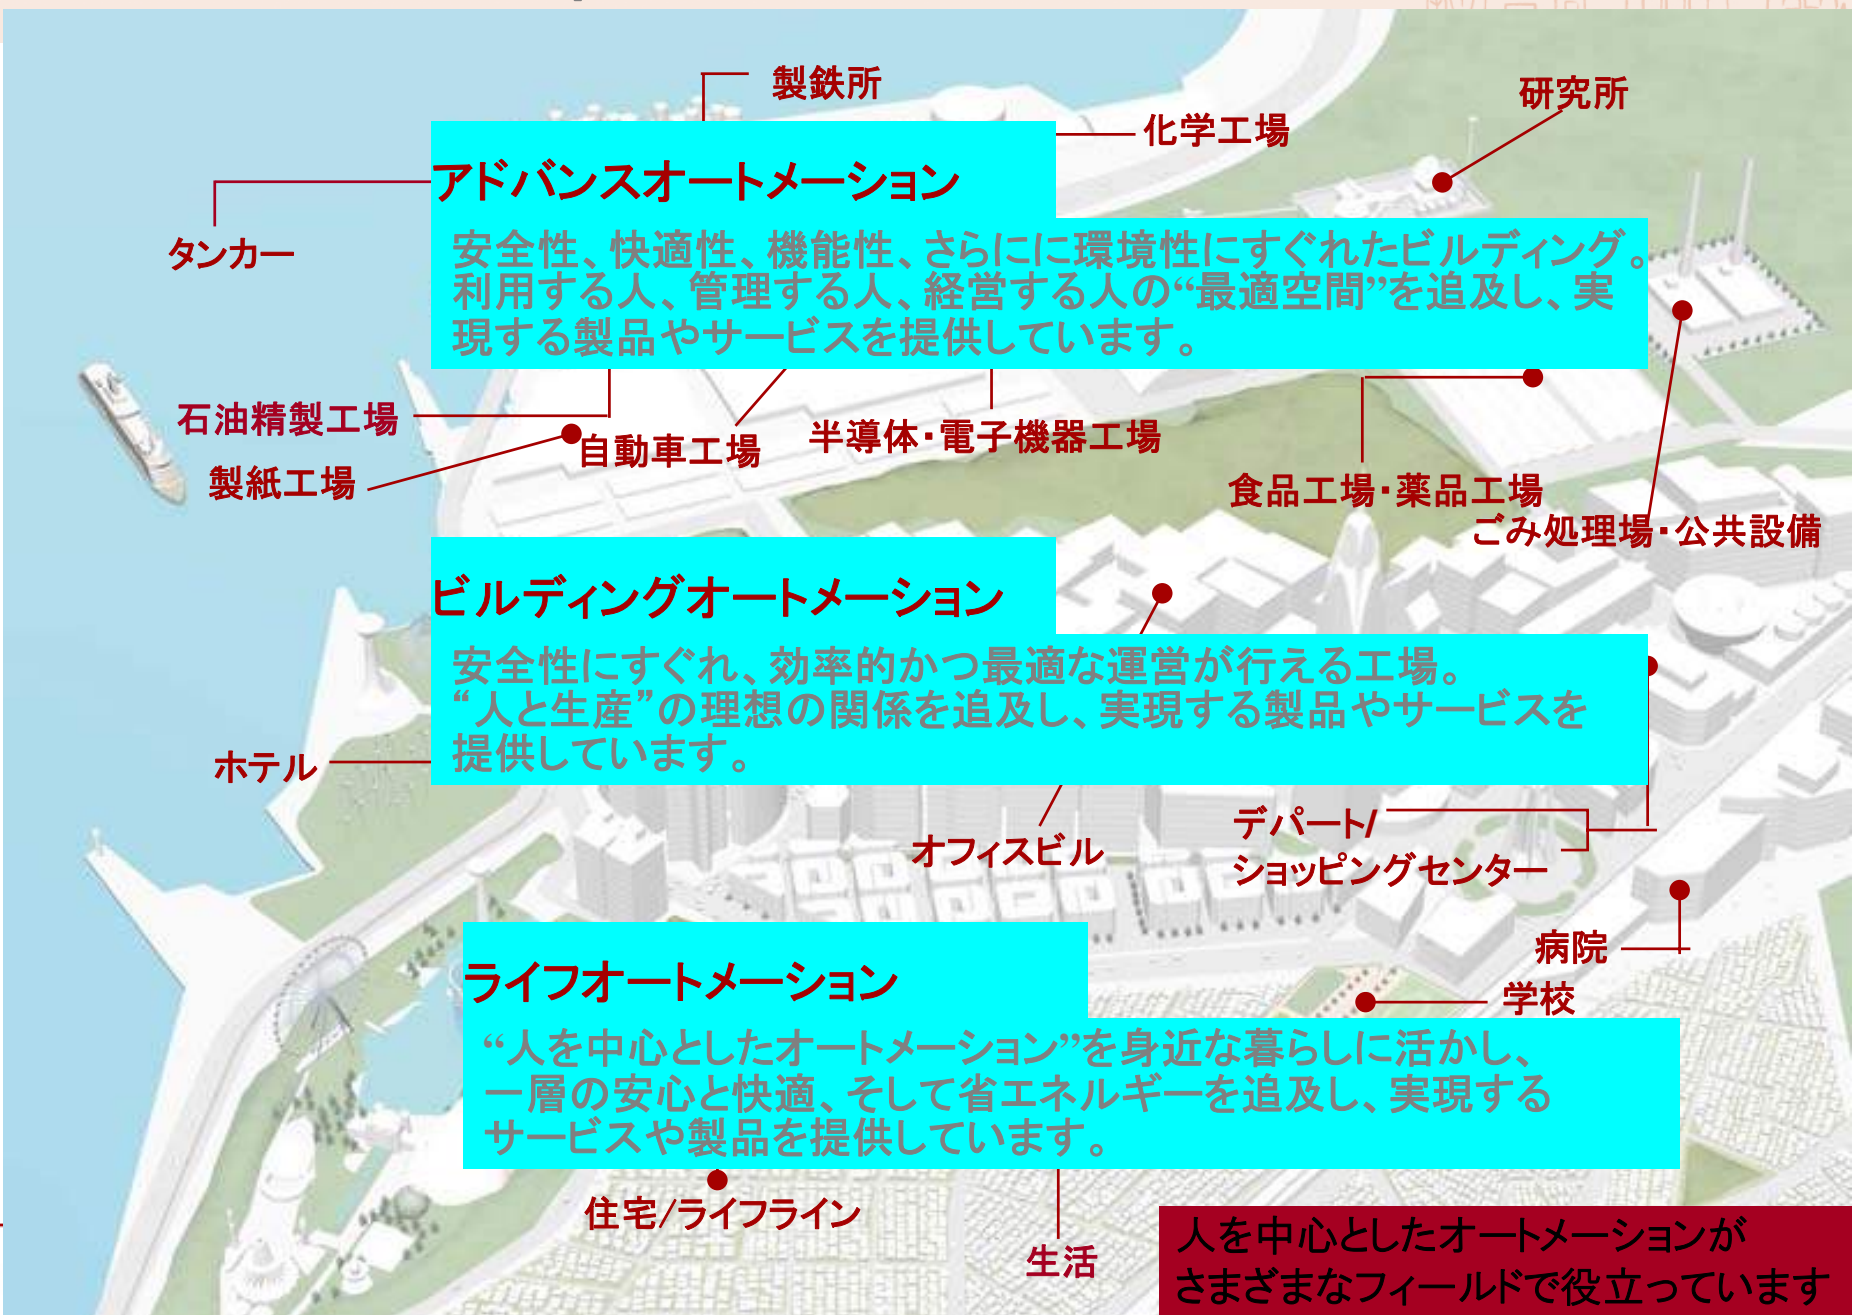 製鉄所
研究所
化学工場
アドバンスオートメーション
タンカー
安全性、快適性、機能性、さらにに環境性にすぐれたビルディング。
利用する人、管理する人、経営する人の“最適空間”を追及し、実
現する製品やサービスを提供しています。
石油精製工場
自動車工場
半導体・電子機器工場
製紙工場
食品工場・薬品工場
ごみ処理場・公共設備
ビルディングオートメーション
安全性にすぐれ、効率的かつ最適な運営が行える工場。
“人と生産”の理想の関係を追及し、実現する製品やサービスを
提供しています。
ホテル
オフィスビル
デパート/
ショッピングセンター
病院
学校
ライフオートメーション
“人を中心としたオートメーション”を身近な暮らしに活かし、
一層の安心と快適、そして省エネルギーを追及し、実現する
サービスや製品を提供しています。
住宅/ライフライン
生活
人を中心としたオートメーションが
さまざまなフィールドで役立っています